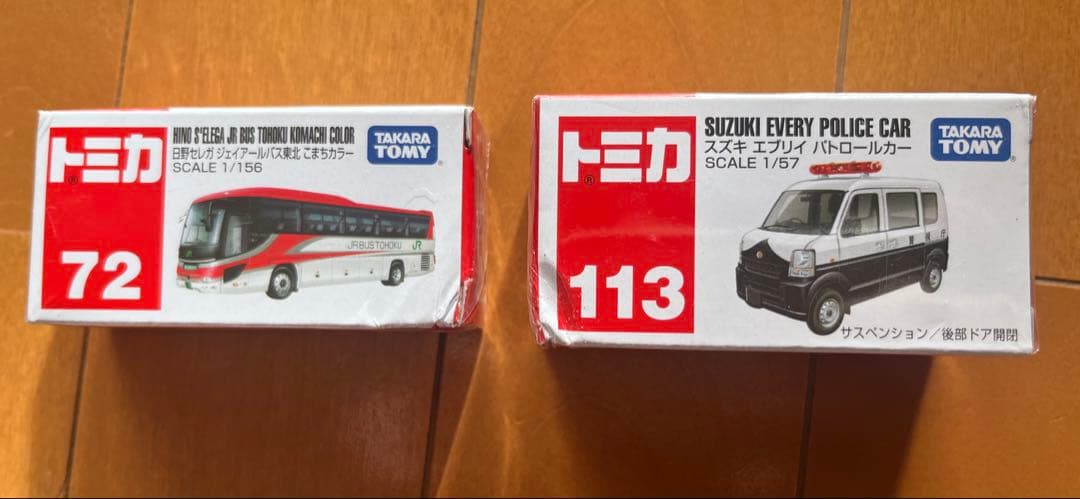 トミカ
72
HINO S'ELEGA JR BUS TOHOKU KOMACHI COLOR
日野セレガ ジェイアールバス東北 こまちカラー
SCALE 1/156
TAKARA
TOMY
JR BUS TOHOKU JR
トミカ
113
SUZUKI EVERY POLICE CAR
スズキ エブリイ パトロールカー
SCALE 1/57
TAKARA
TOMY
サスペンション/後部ドア開閉